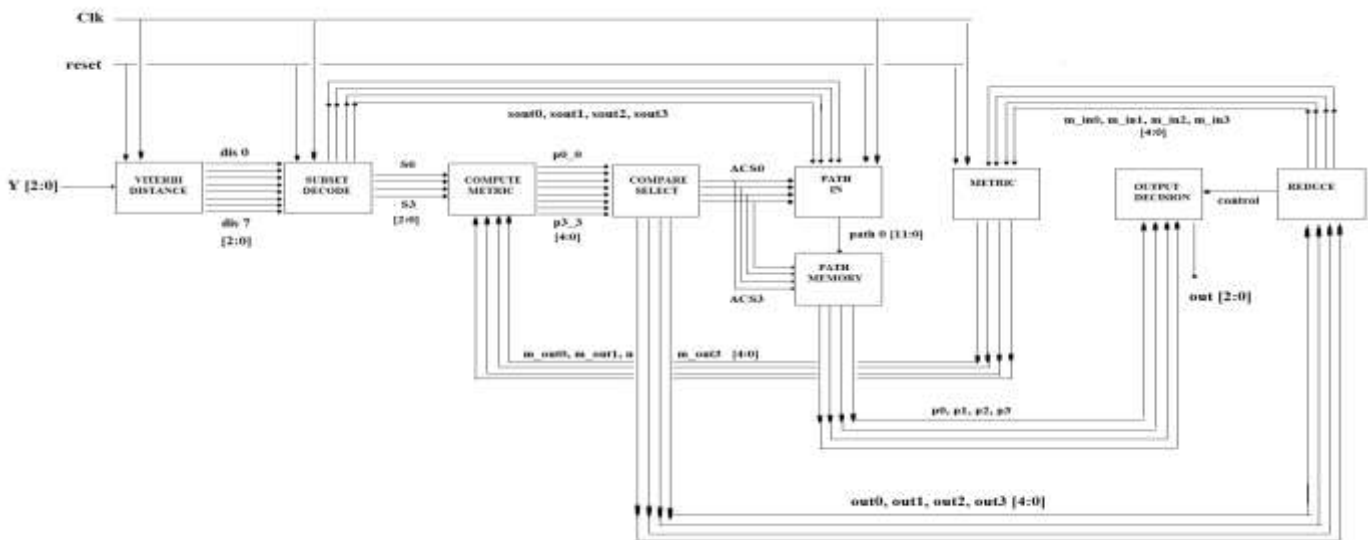 Clk
reset
sout0, sout1, sout2, sout3
m_in0, m_in1, m_in2, m_in3
[4:0]
dis 0
S0
p0_0
ACS0
Y [2:0]
VITERBI
DISTANCE
SUBSET
DECODE
COMPUTE
METRIC
COMPARE
SELECT
PATH
IN
METRIC
OUTPUT
DECISION
control
REDUCE
dis 7
[2:0]
S3
[2:0]
p3_3
[4:0]
path 0 [11:0]
PATH
MEMORY
ACS3
out [2:0]
m_out0, m_out1, m_out3 [4:0]
p0, p1, p2, p3
out0, out1, out2, out3 [4:0]